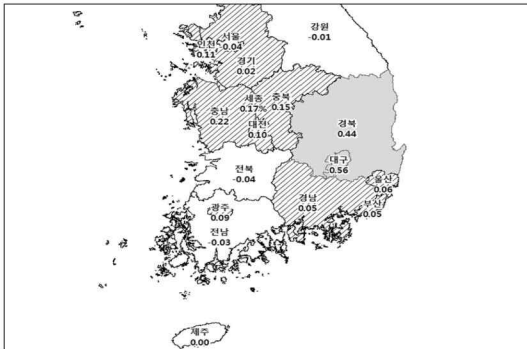 강원
-0.01
서울
0.04
인천
0.11
경기
0.02
세종
0.17%
충북
0.15
충남
0.22
대전
0.10
경북
0.44
대구
0.56
울산
0.06
전북
-0.04
경남
0.05
부산
0.05
광주
0.09
전남
-0.03
제주
0.00